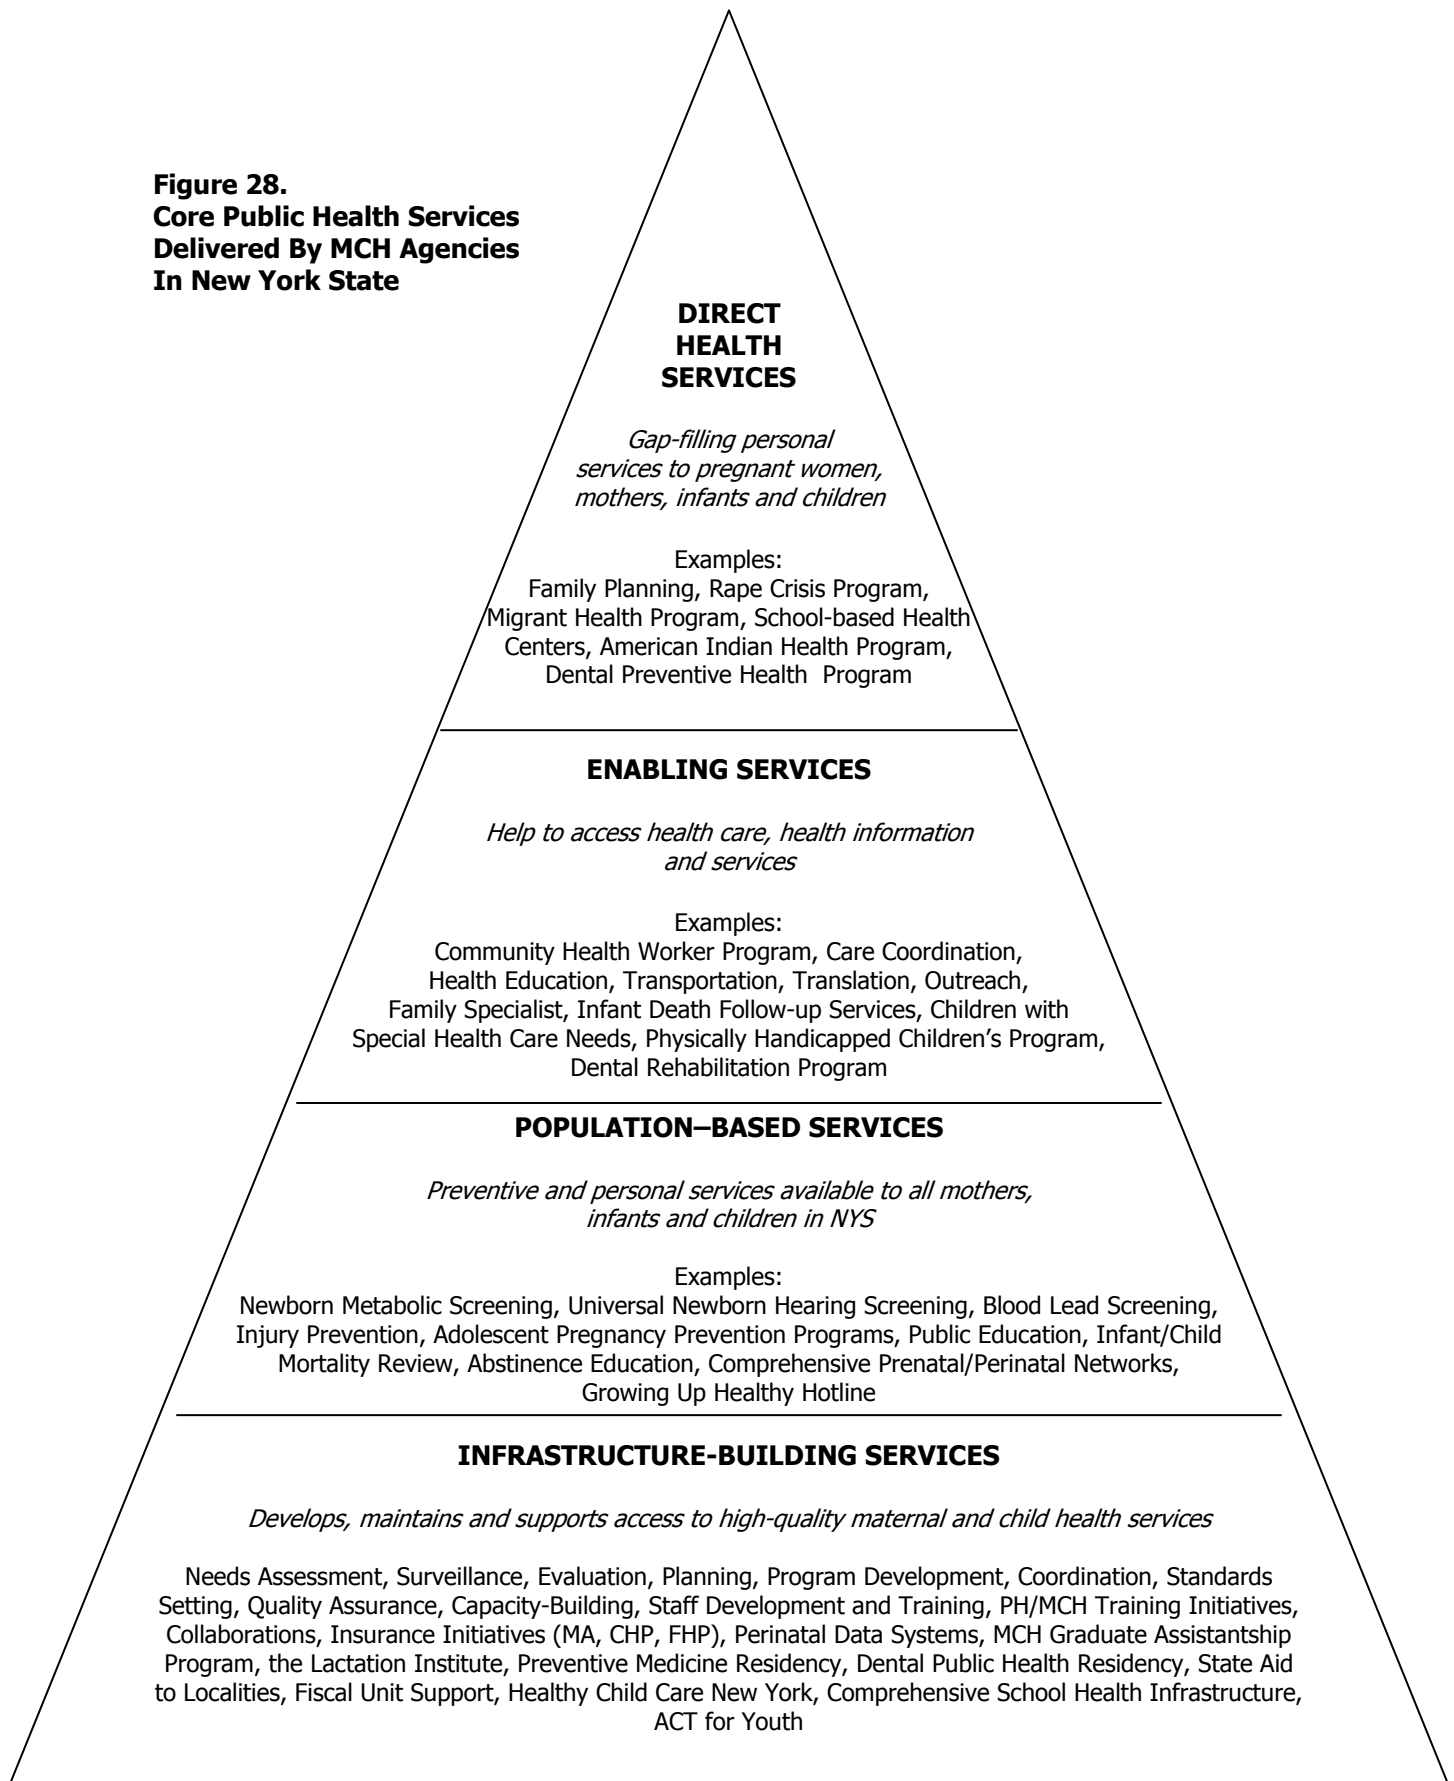 Figure 28.
Core Public Health Services
Delivered By MCH Agencies
In New York State
DIRECT
HEALTH
SERVICES
Gap-filling personal
services to pregnant women,
mothers, infants and children
Examples:
Family Planning, Rape Crisis Program,
Migrant Health Program, School-based Health
Centers, American Indian Health Program,
Dental Preventive Health  Program
ENABLING SERVICES
Help to access health care, health information
and services
Examples:
Community Health Worker Program, Care Coordination,
Health Education, Transportation, Translation, Outreach,
Family Specialist, Infant Death Follow-up Services, Children with
Special Health Care Needs, Physically Handicapped Children’s Program,
Dental Rehabilitation Program
POPULATION–BASED SERVICES
Preventive and personal services available to all mothers,
infants and children in NYS
Examples:
Newborn Metabolic Screening, Universal Newborn Hearing Screening, Blood Lead Screening,
Injury Prevention, Adolescent Pregnancy Prevention Programs, Public Education, Infant/Child
Mortality Review, Abstinence Education, Comprehensive Prenatal/Perinatal Networks,
Growing Up Healthy Hotline
INFRASTRUCTURE-BUILDING SERVICES
Develops, maintains and supports access to high-quality maternal and child health services
Needs Assessment, Surveillance, Evaluation, Planning, Program Development, Coordination, Standards
Setting, Quality Assurance, Capacity-Building, Staff Development and Training, PH/MCH Training Initiatives,
Collaborations, Insurance Initiatives (MA, CHP, FHP), Perinatal Data Systems, MCH Graduate Assistantship
Program, the Lactation Institute, Preventive Medicine Residency, Dental Public Health Residency, State Aid
to Localities, Fiscal Unit Support, Healthy Child Care New York, Comprehensive School Health Infrastructure,
ACT for Youth